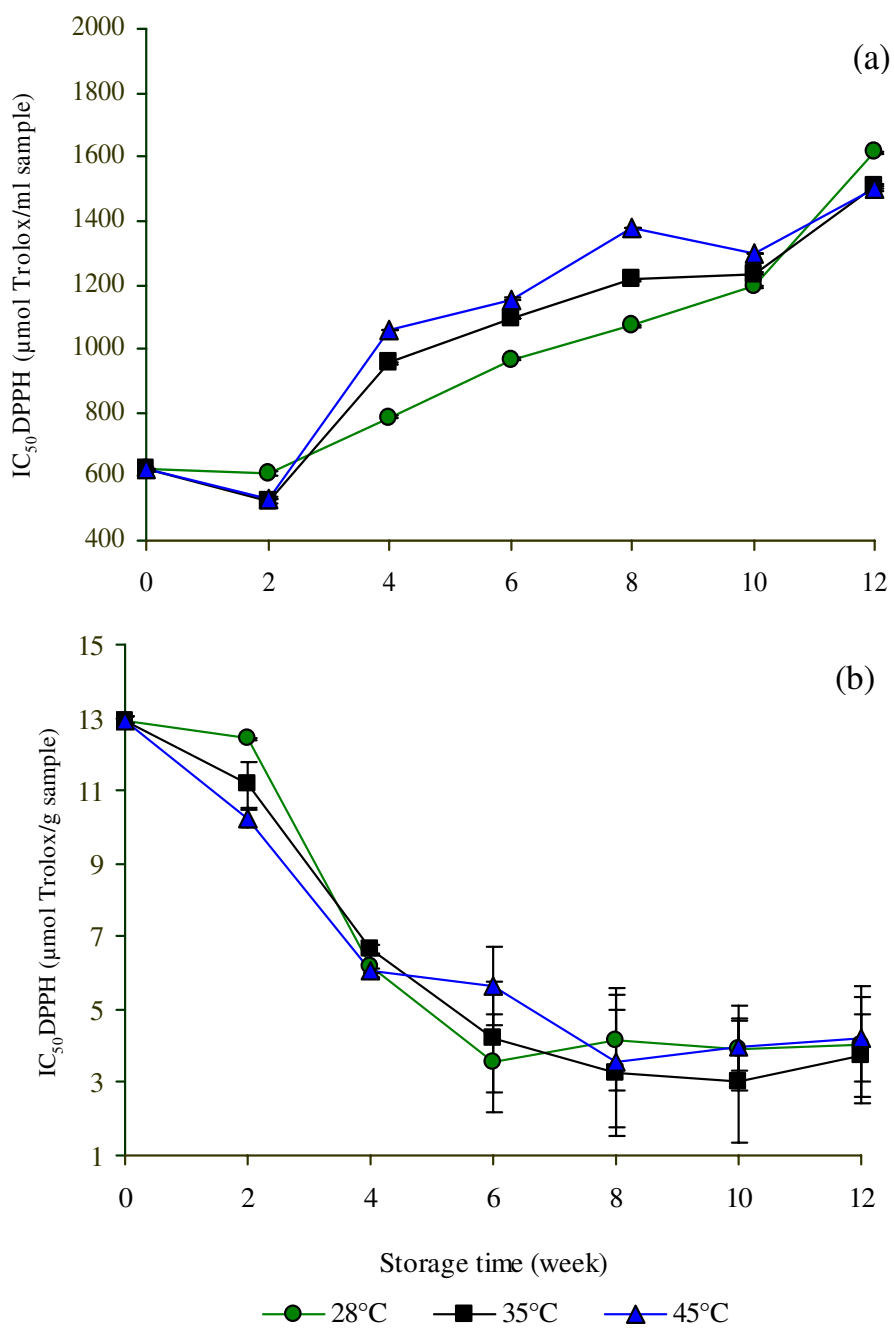 (a)
IC₅₀DPPH (µmol Trolox/ml sample)
2000
1800
1600
1400
1200
1000
800
600
400
0 2 4 6 8 10 12
(b)
IC₅₀DPPH (µmol Trolox/g sample)
15
13
11
9
7
5
3
1
0 2 4 6 8 10 12
Storage time (week)
28°C 35°C 45°C